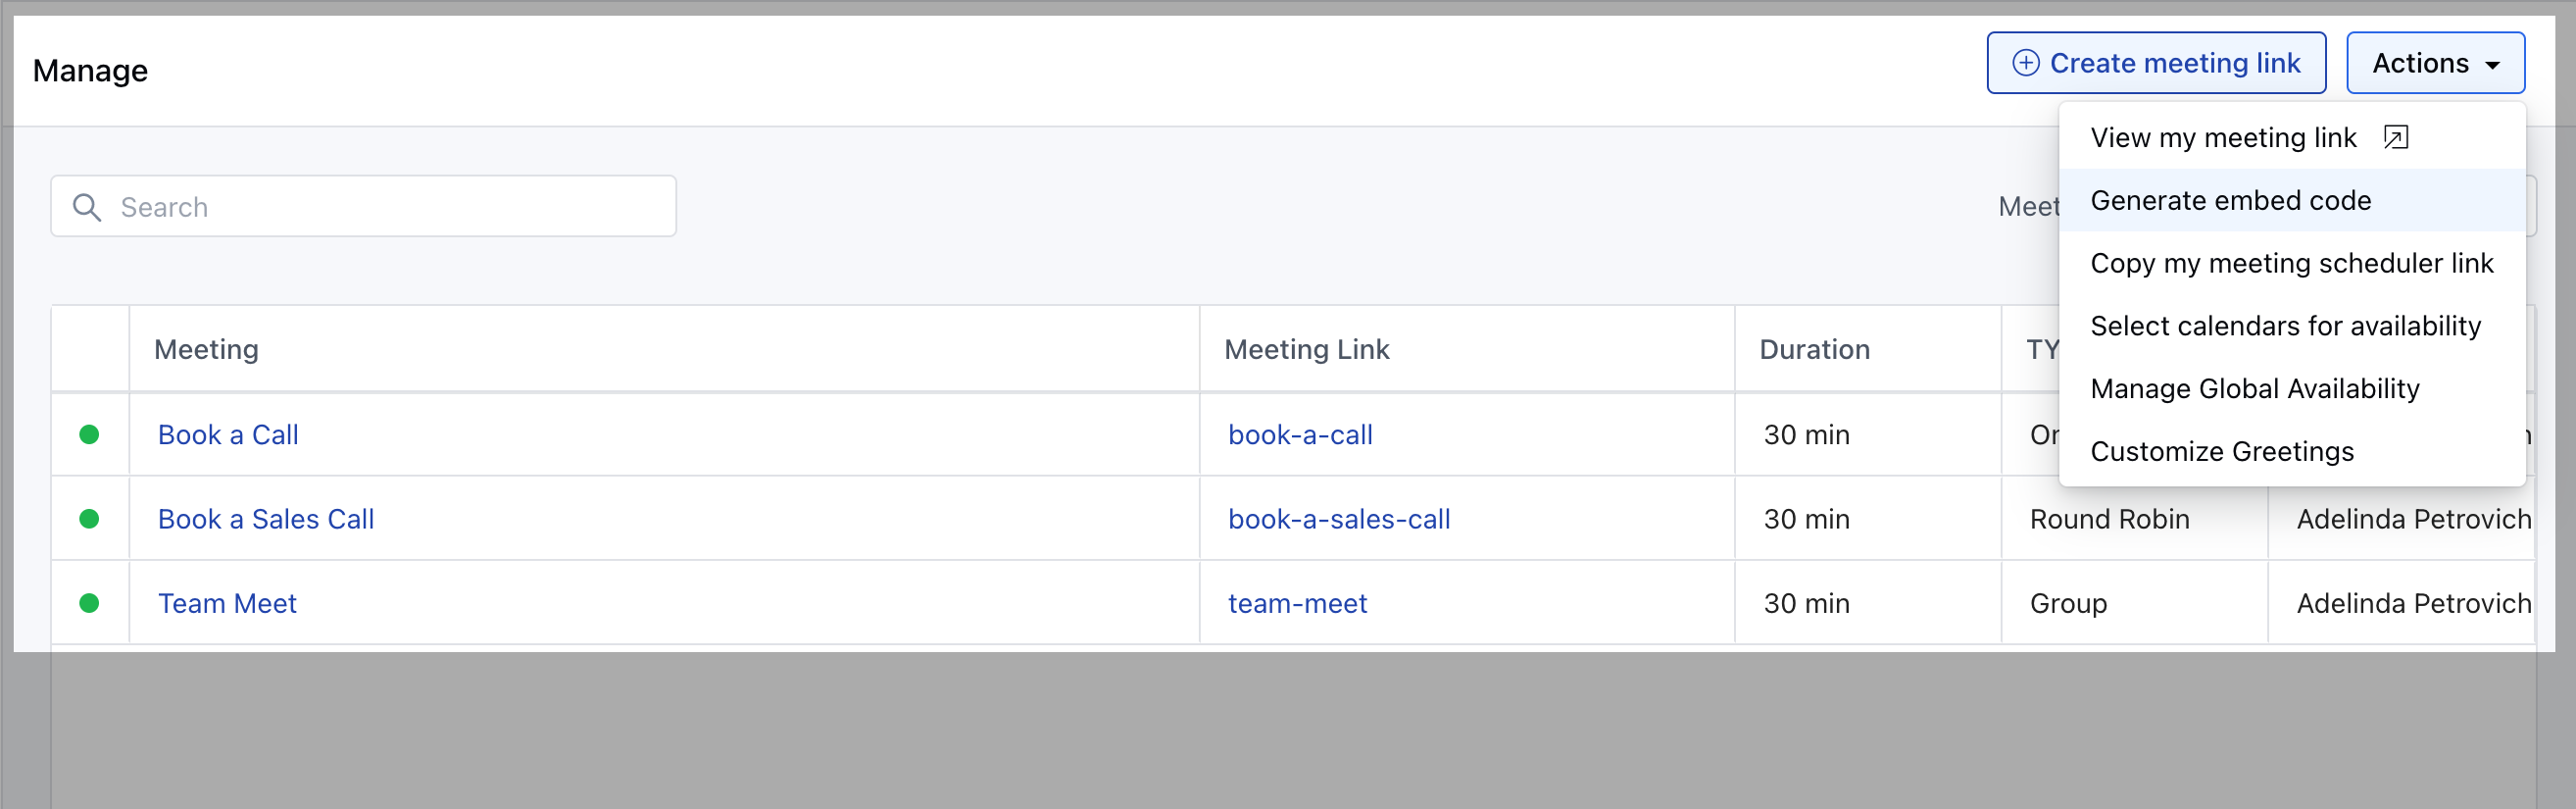 Manage
Create meeting link
Actions
View my meeting link
Generate embed code
Copy my meeting scheduler link
Select calendars for availability
Manage Global Availability
Customize Greetings
Search
Meeting
Meeting Link
Duration
Book a Call
book-a-call
30 min
Book a Sales Call
book-a-sales-call
30 min
Round Robin
Adelinda Petrovich
Team Meet
team-meet
30 min
Group
Adelinda Petrovich